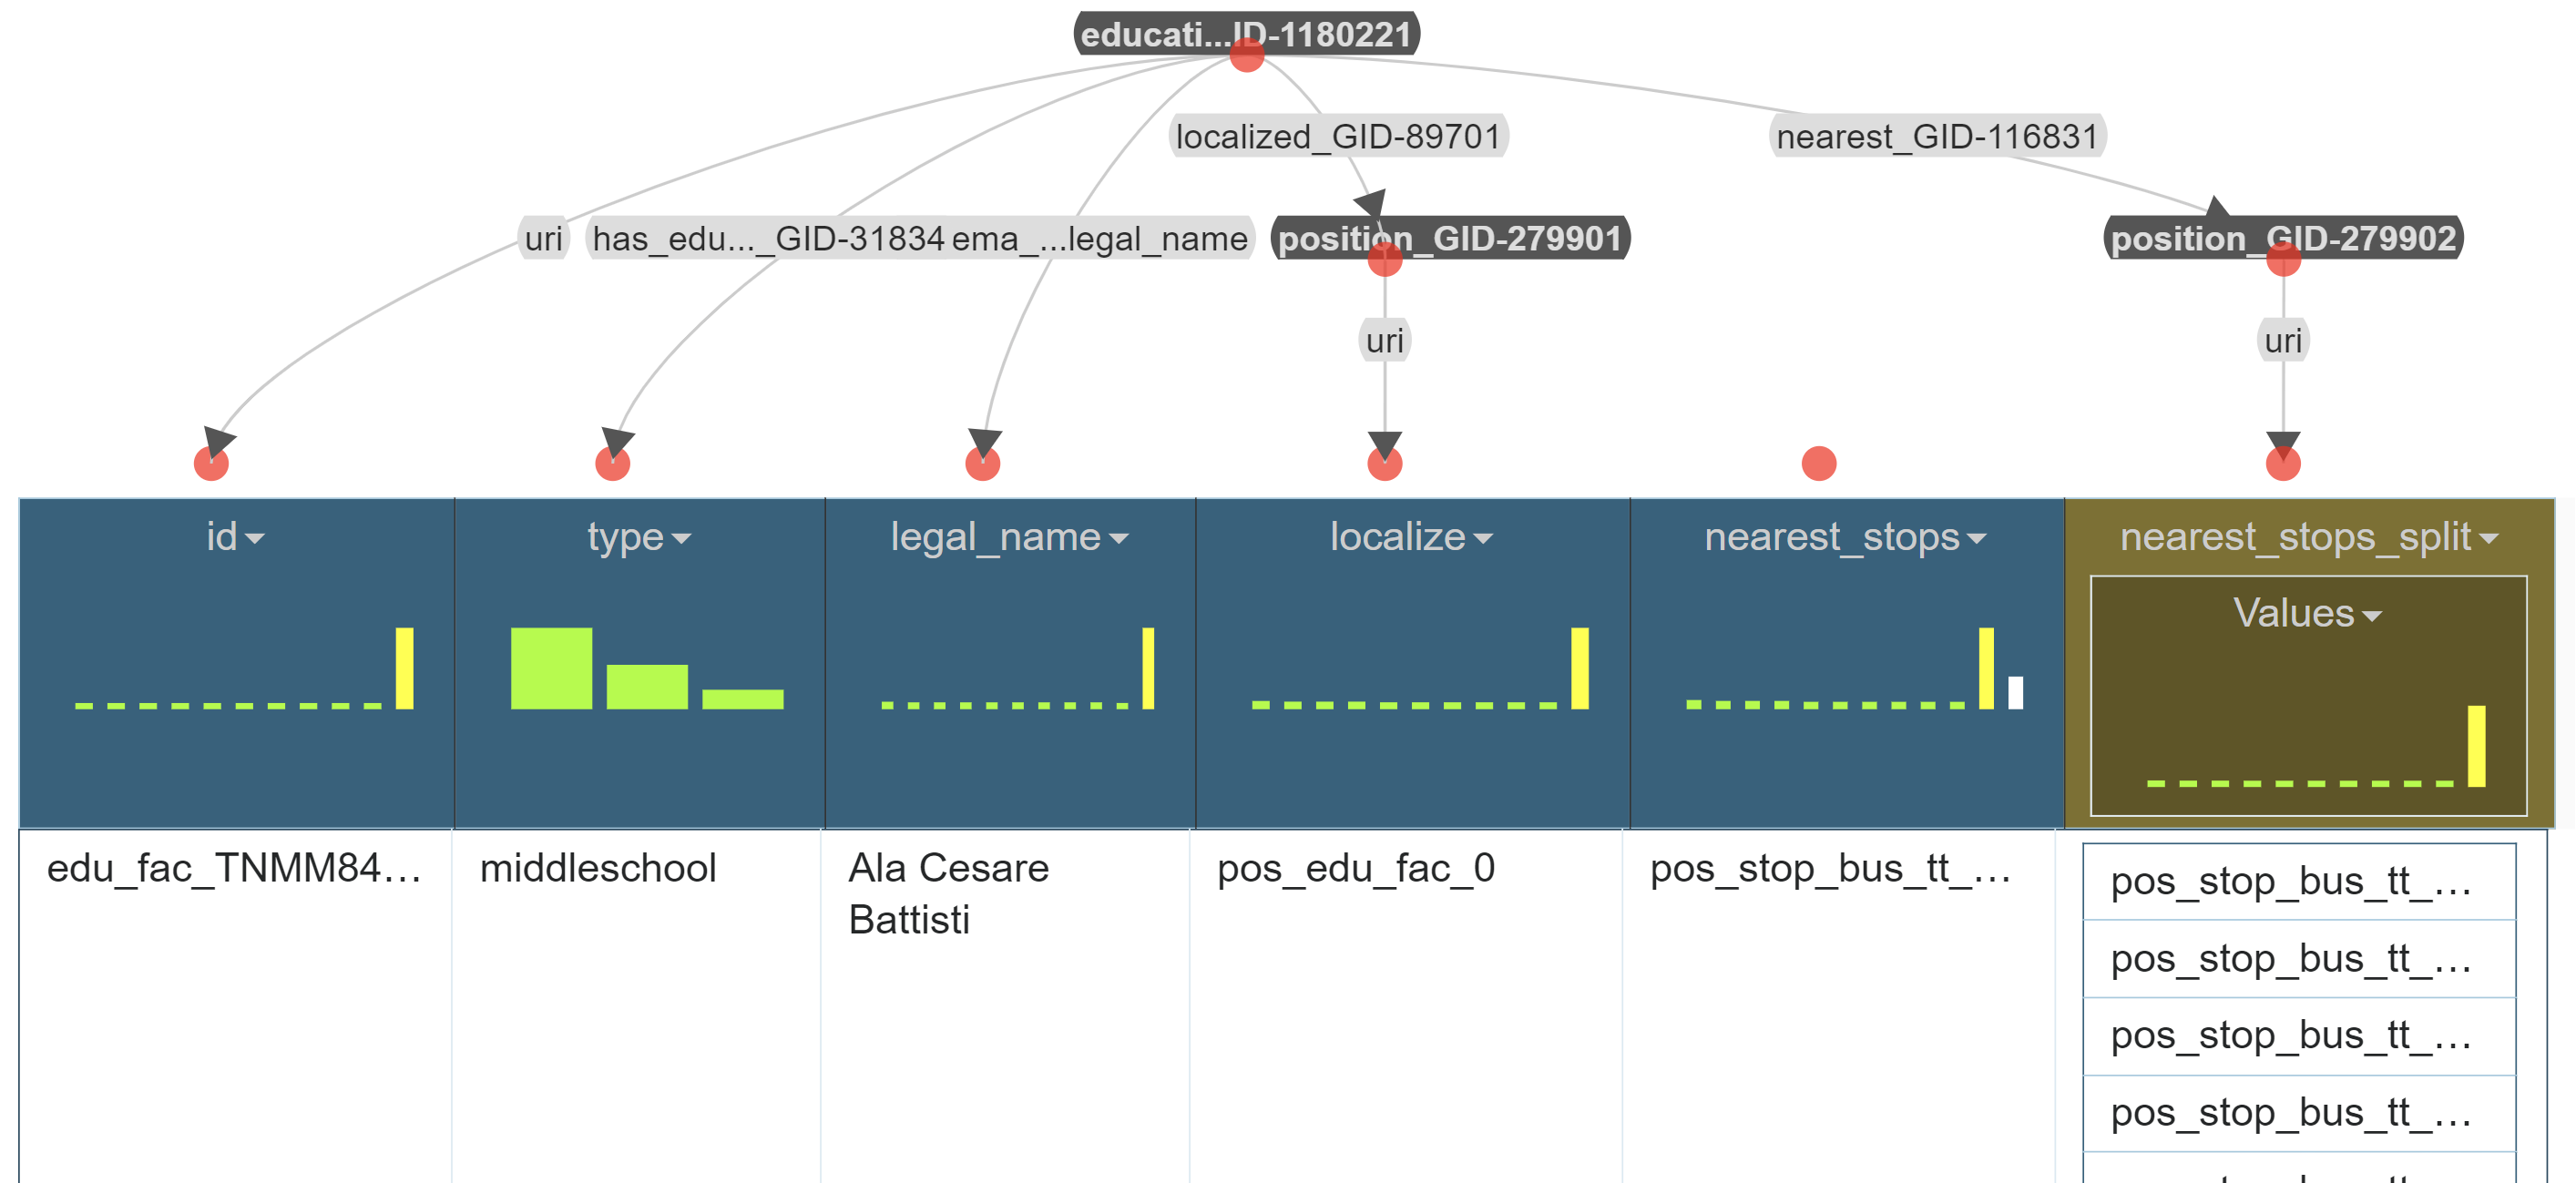 educati...ID-1180221
localized_GID-89701
nearest_GID-116831
uri
has_edu..._GID-31834
ema_...legal_name
position_GID-279901
position_GID-279902
uri
uri
id
type
legal_name
localize
nearest_stops
nearest_stops_split
Values
edu_fac_TNMM84...
middleschool
Ala Cesare
Battisti
pos_edu_fac_0
pos_stop_bus_tt_...
pos_stop_bus_tt_...
pos_stop_bus_tt_...
pos_stop_bus_tt_...
pos_stop_bus_tt_...